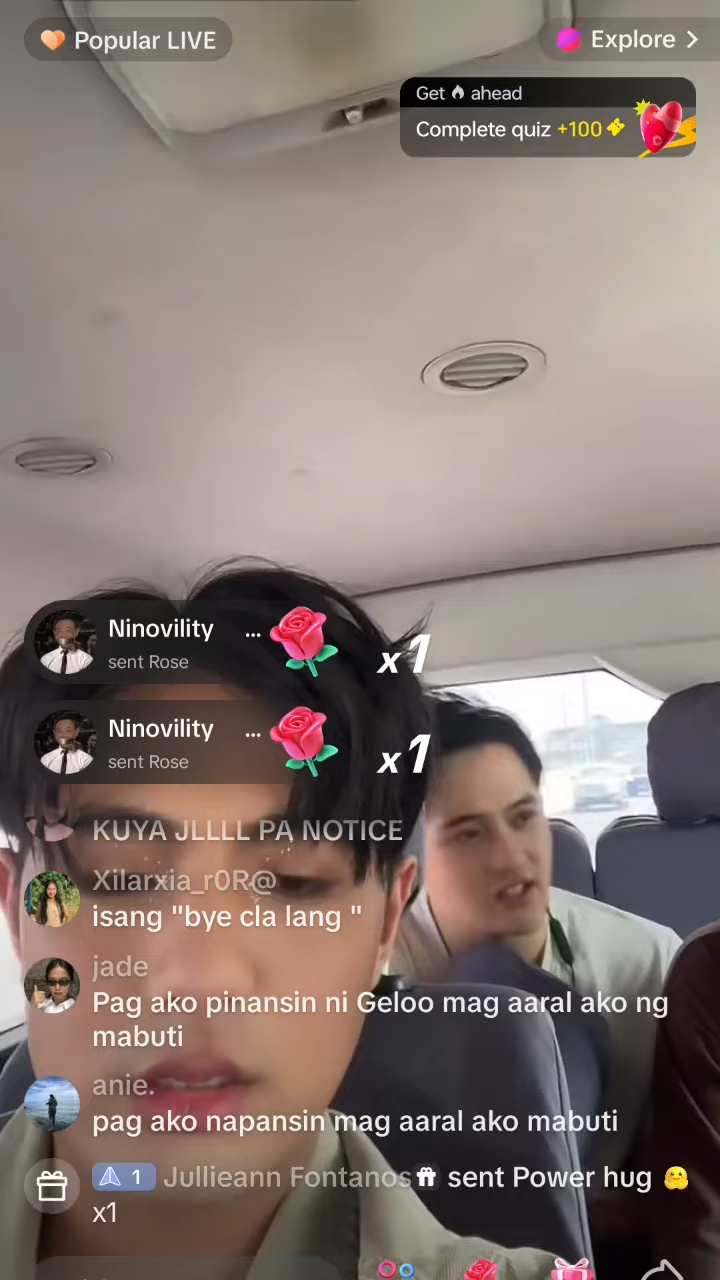 Popular LIVE
Explore
Get ahead
Complete quiz +100
Ninovility ...
sent Rose
x1
Ninovility ...
sent Rose
x1
KUYA JLLLL PA NOTICE
Xilarxia_r0R@
isang "bye cla lang "
jade
Pag ako pinansin ni Geloo mag aaral ako ng
mabuti
anie.
pag ako napansin mag aaral ako mabuti
1 Jullieann Fontanos sent Power hug 🤗
x1